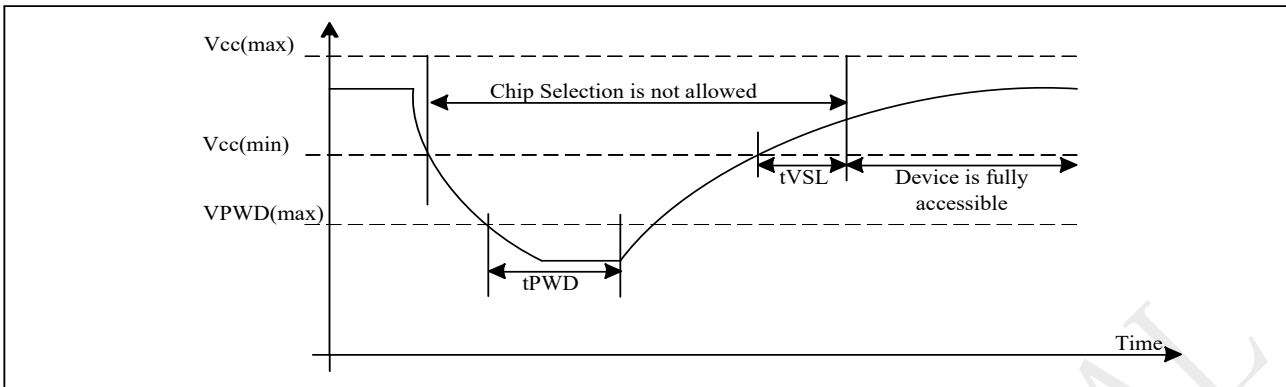 Vcc(max)
Chip Selection is not allowed
Vcc(min)
tVSL
Device is fully
accessible
VPWD(max)
tPWD
Time